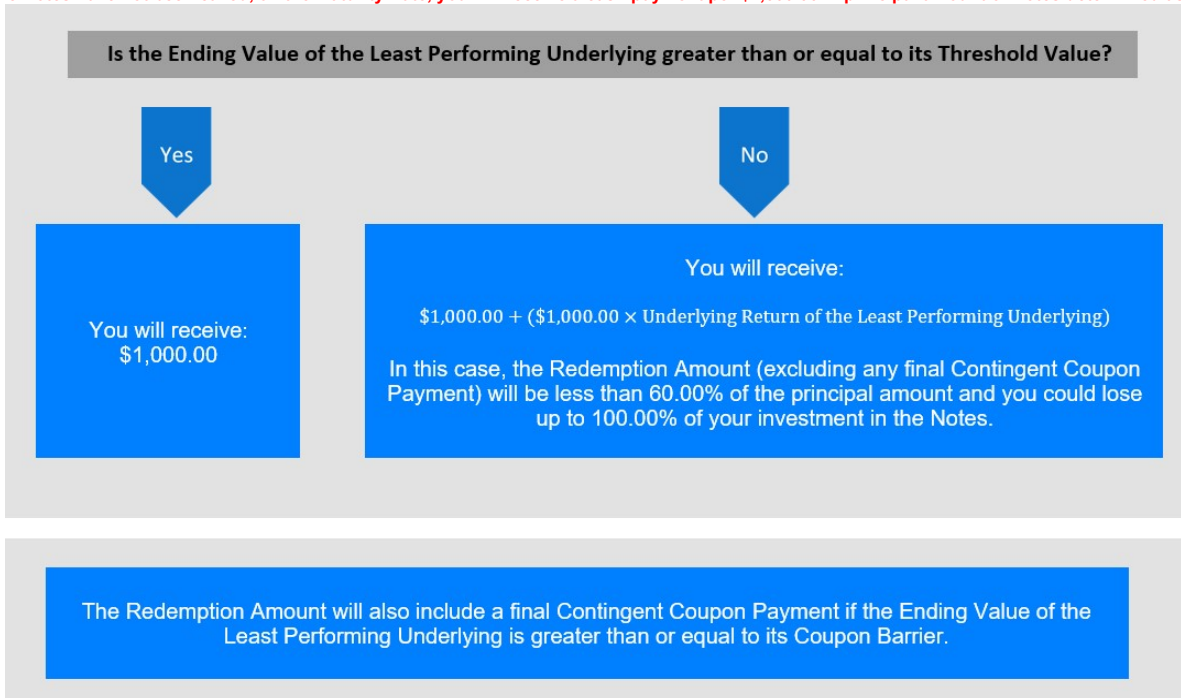 Is the Ending Value of the Least Performing Underlying greater than or equal to its Threshold Value?
Yes
No
You will receive:
$1,000.00
You will receive:
$1,000.00 + ($1,000.00 × Underlying Return of the Least Performing Underlying)
In this case, the Redemption Amount (excluding any final Contingent Coupon
Payment) will be less than 60.00% of the principal amount and you could lose
up to 100.00% of your investment in the Notes.
The Redemption Amount will also include a final Contingent Coupon Payment if the Ending Value of the
Least Performing Underlying is greater than or equal to its Coupon Barrier.